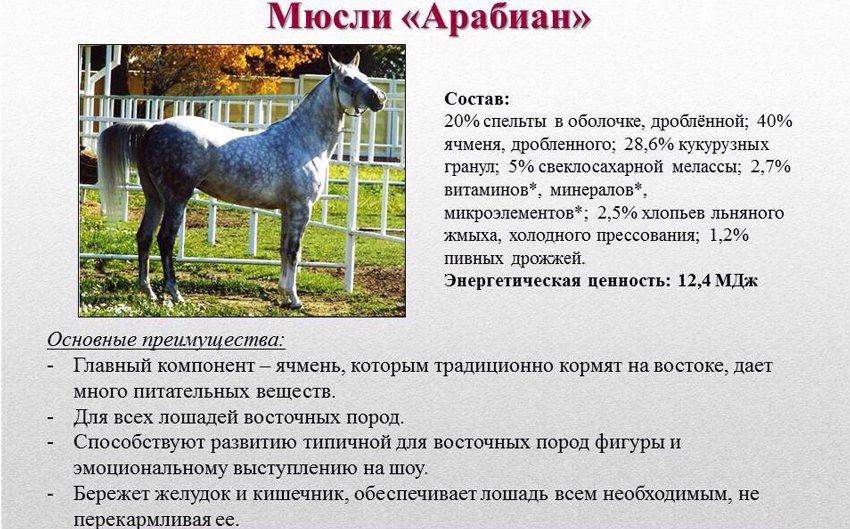 Мюсли «Арабиан»
Состав:
20% спельты в оболочке, дроблённой; 40%
ячменя, дробленного; 28,6% кукурузных
гранул; 5% свеклосахарной мелассы; 2,7%
витаминов*, минералов*,
микроэлементов*; 2,5% хлопьев льняного
жмыха, холодного прессования; 1,2%
пивных дрожжей.
Энергетическая ценность: 12,4 МДж
Основные преимущества:
- Главный компонент – ячмень, которым традиционно кормят на востоке, дает
много питательных веществ.
- Для всех лошадей восточных пород.
- Способствуют развитию типичной для восточных пород фигуры и
эмоциональному выступлению на шоу.
- Бережет желудок и кишечник, обеспечивает лошадь всем необходимым, не
перекармливая ее.